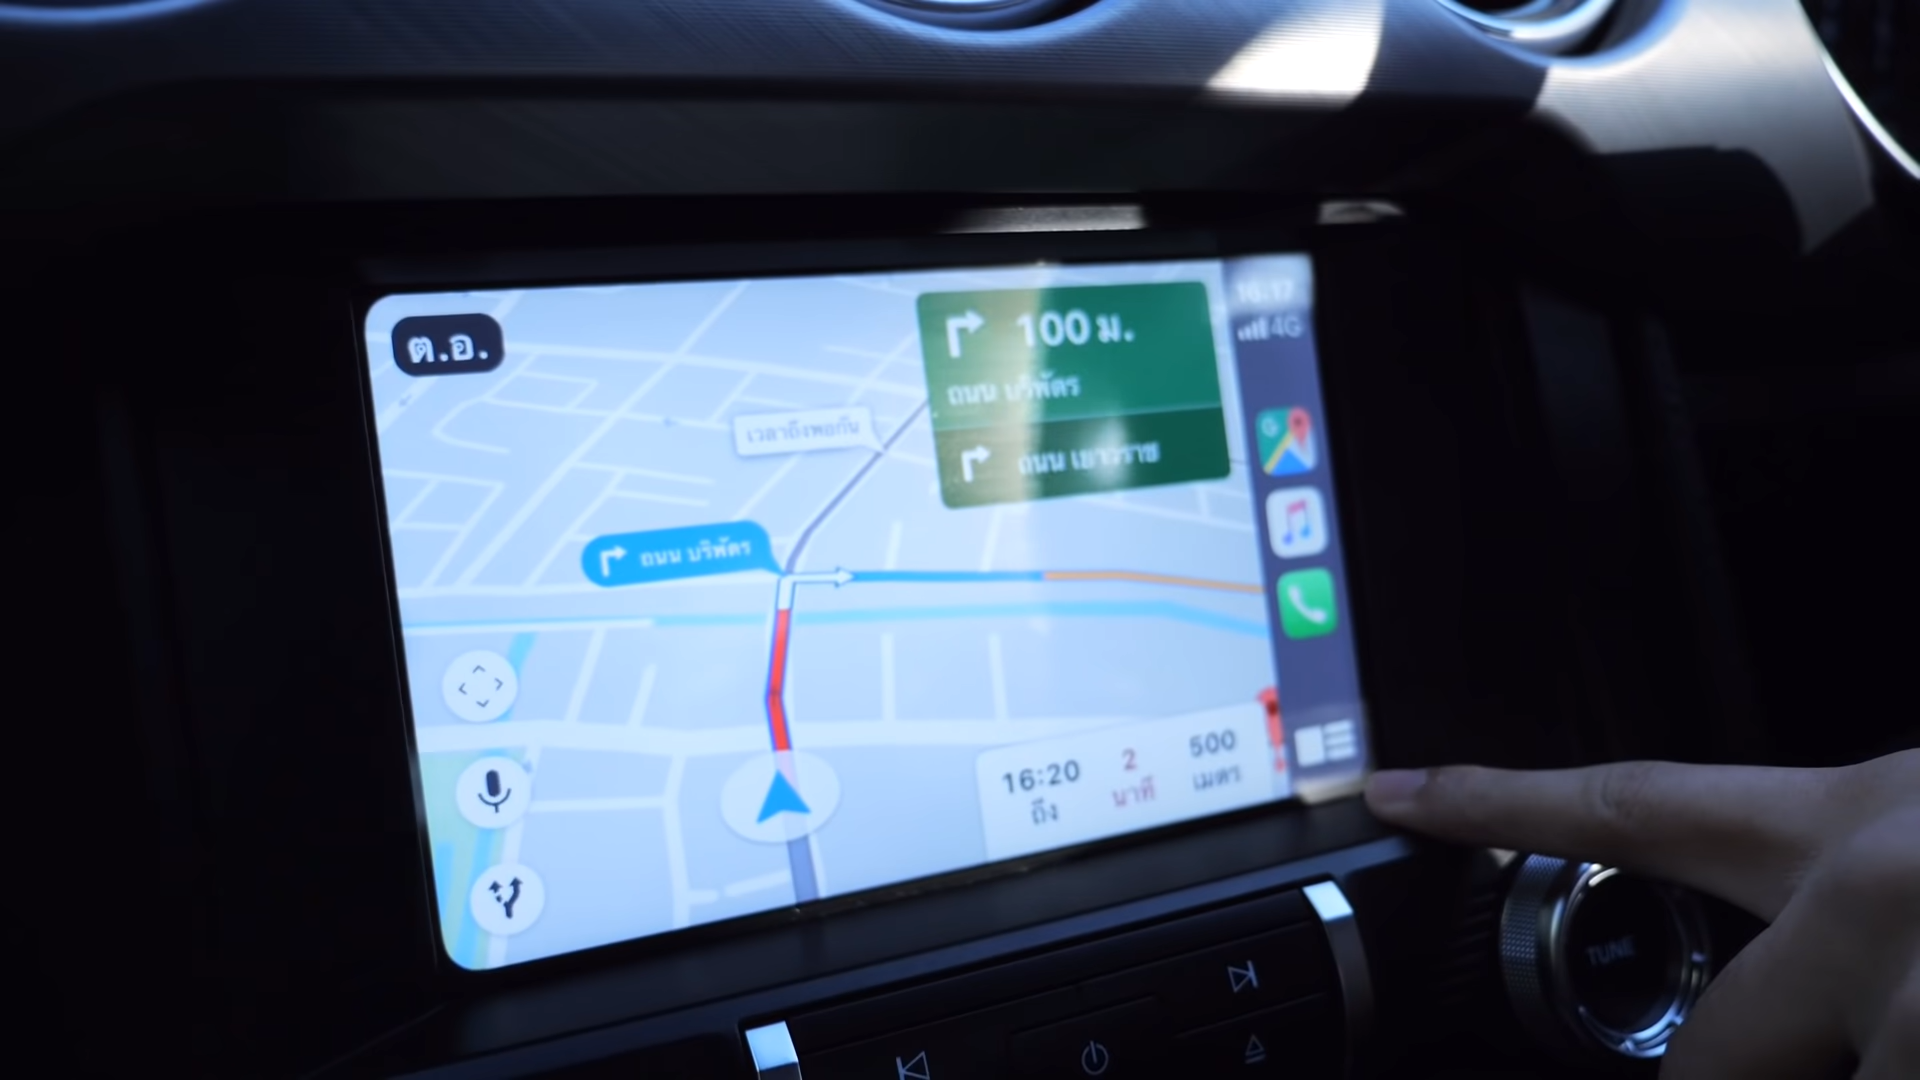 ต.อ.
100 ม.
ถนน บริพัตร
ถนน เยาวราช
16:17
4G
เวลาถึงพอกัน
ถนน บริพัตร
16:20
ถึง
2
นาที
500
เมตร
TUNE